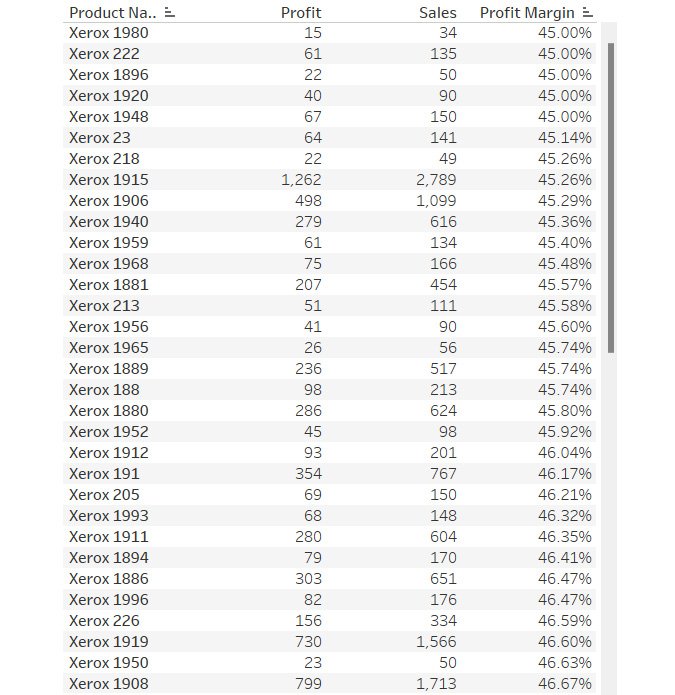 Product Na.. Profit Sales Profit Margin
Xerox 1980 15 34 45.00%
Xerox 222 61 135 45.00%
Xerox 1896 22 50 45.00%
Xerox 1920 40 90 45.00%
Xerox 1948 67 150 45.00%
Xerox 23 64 141 45.14%
Xerox 218 22 49 45.26%
Xerox 1915 1,262 2,789 45.26%
Xerox 1906 498 1,099 45.29%
Xerox 1940 279 616 45.36%
Xerox 1959 61 134 45.40%
Xerox 1968 75 166 45.48%
Xerox 1881 207 454 45.57%
Xerox 213 51 111 45.58%
Xerox 1956 41 90 45.60%
Xerox 1965 26 56 45.74%
Xerox 1889 236 517 45.74%
Xerox 188 98 213 45.74%
Xerox 1880 286 624 45.80%
Xerox 1952 45 98 45.92%
Xerox 1912 93 201 46.04%
Xerox 191 354 767 46.17%
Xerox 205 69 150 46.21%
Xerox 1993 68 148 46.32%
Xerox 1911 280 604 46.35%
Xerox 1894 79 170 46.41%
Xerox 1886 303 651 46.47%
Xerox 1996 82 176 46.47%
Xerox 226 156 334 46.59%
Xerox 1919 730 1,566 46.60%
Xerox 1950 23 50 46.63%
Xerox 1908 799 1,713 46.67%